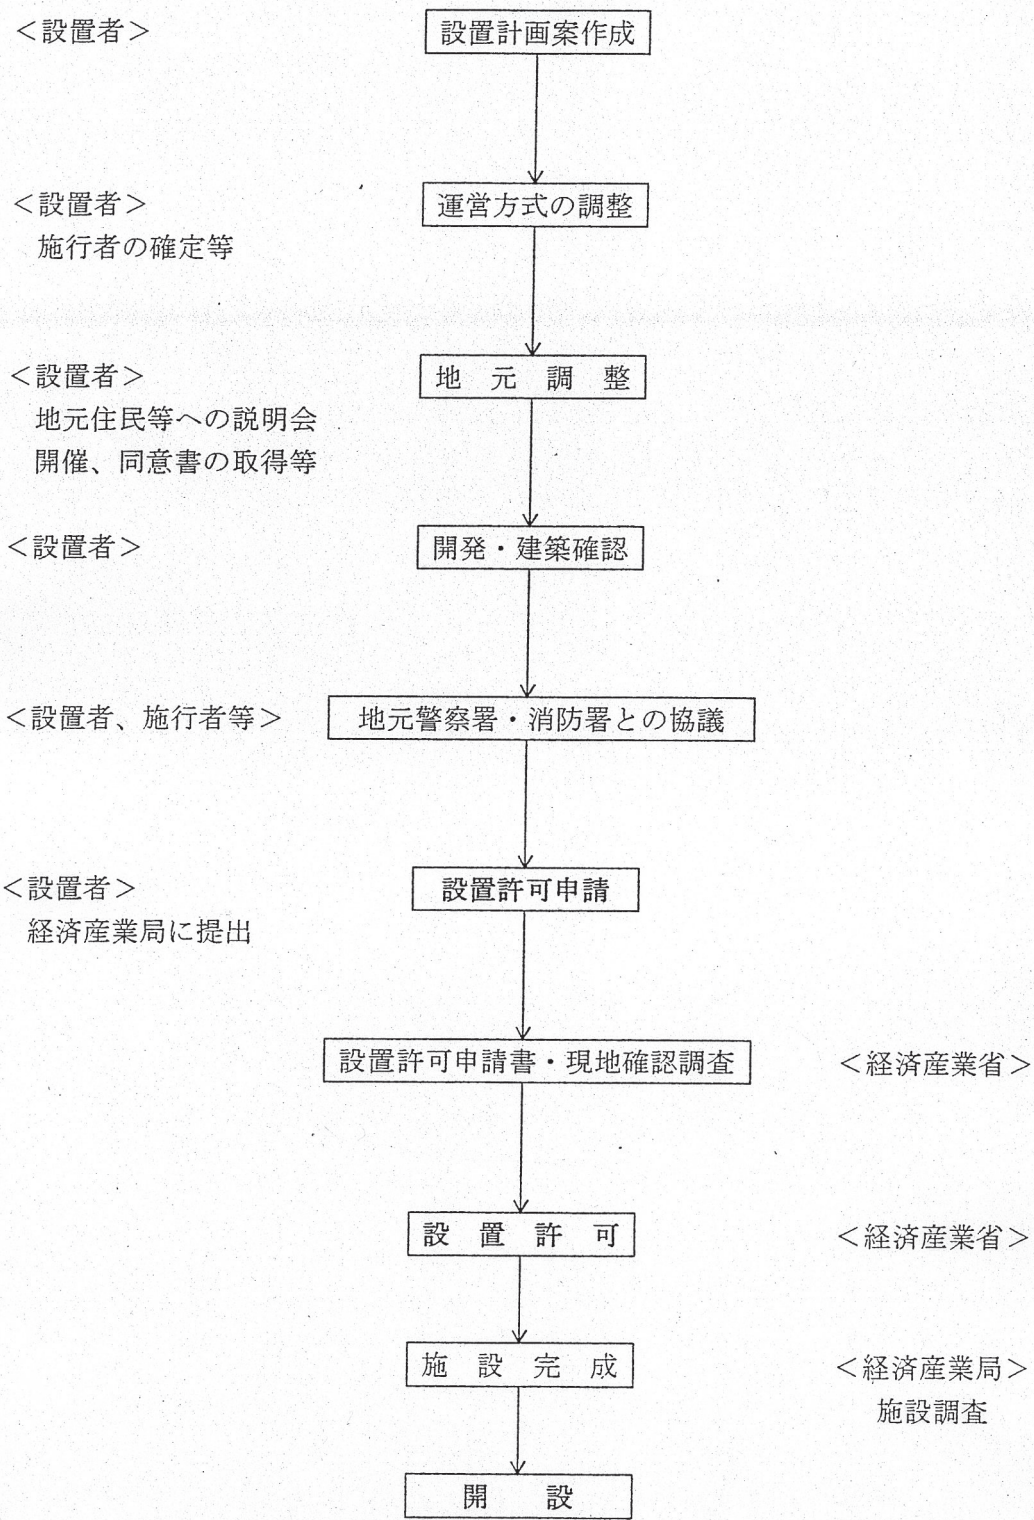 ＜設置者＞
設置計画案作成
＜設置者＞
運営方式の調整
施行者の確定等
＜設置者＞
地　元　調　整
地元住民等への説明会
開催、同意書の取得等
＜設置者＞
開発・建築確認
＜設置者、施行者等＞
地元警察署・消防署との協議
＜設置者＞
設置許可申請
経済産業局に提出
設置許可申請書・現地確認調査
＜経済産業省＞
設　置　許　可
＜経済産業省＞
施　設　完　成
＜経済産業局＞
施設調査
開　　設